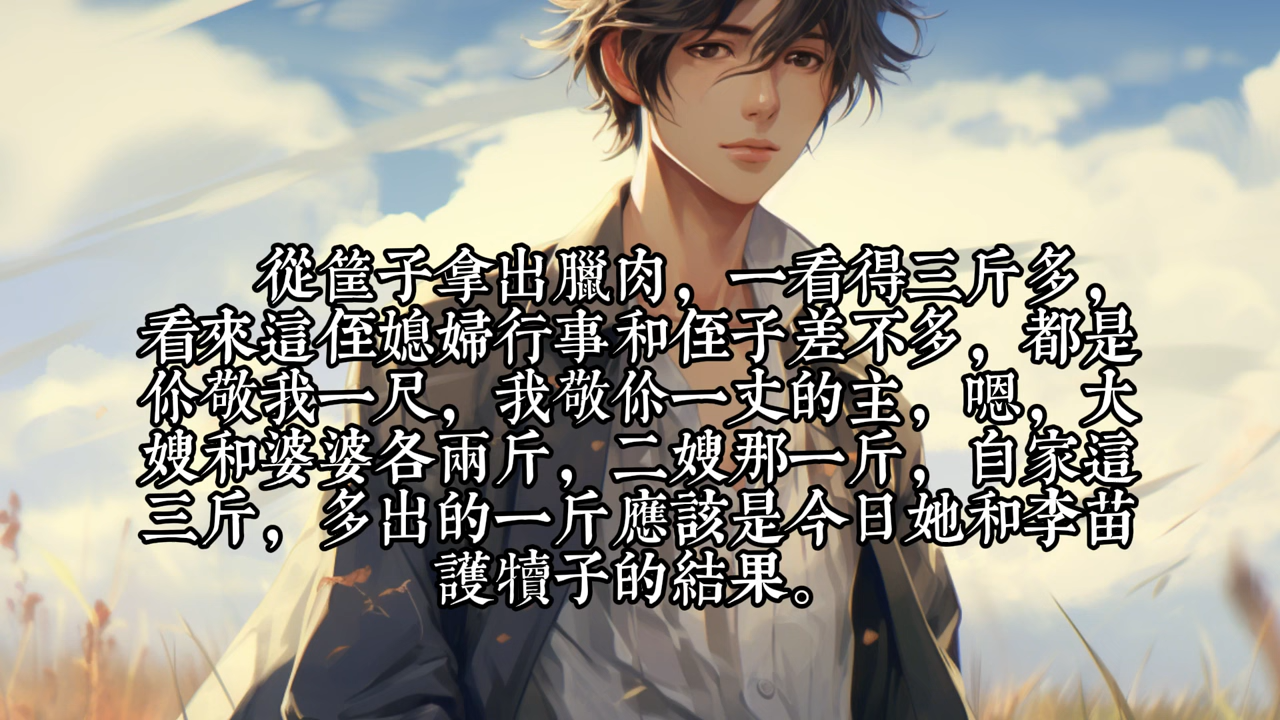 從筐子拿出臘肉，一看得三斤多，
看來這侄媳婦行事和侄子差不多，都是
你敬我一尺，我敬你一丈的主，嗯，大
嫂和婆婆各兩斤，二嫂那一斤，自家這
三斤，多出的一斤應該是今日她和李苗
護犢子的結果。